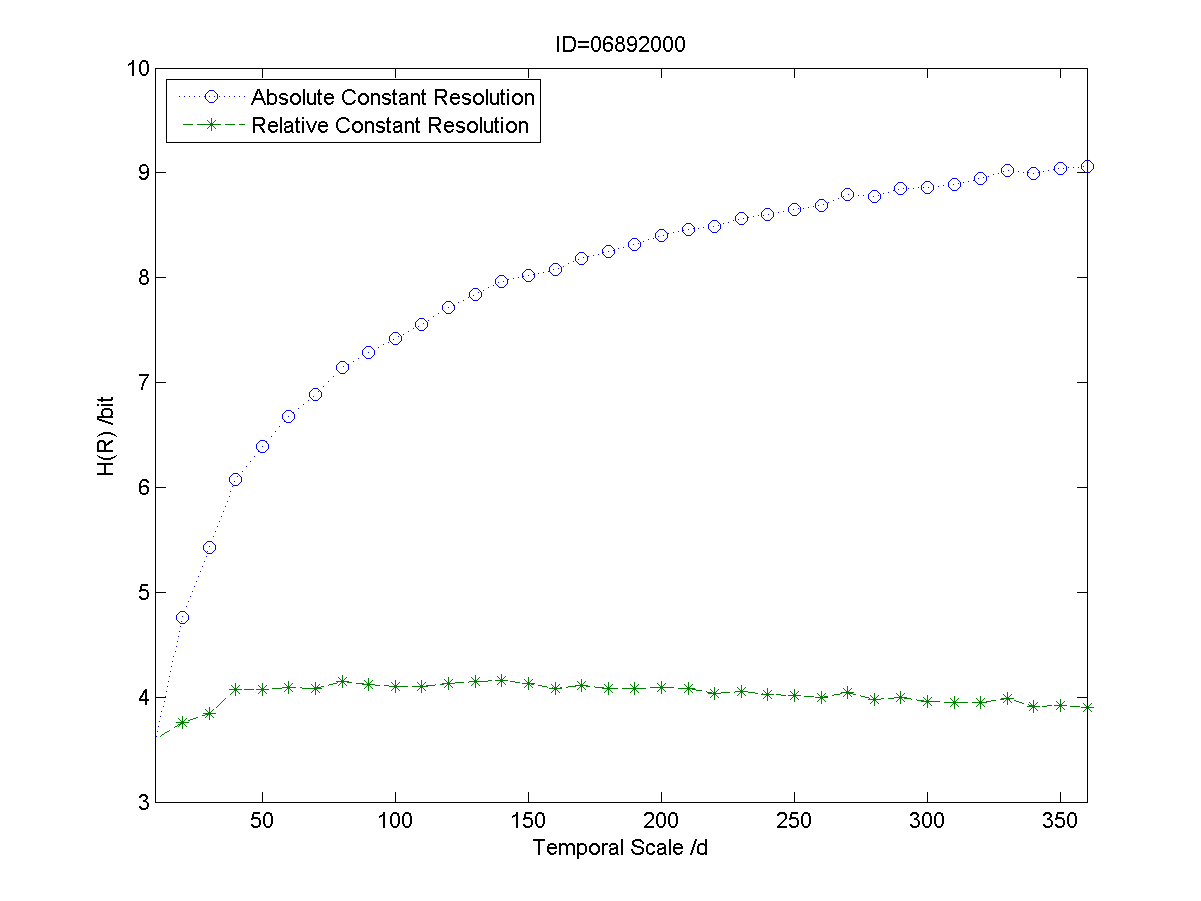 ID=06892000
10
Absolute Constant Resolution
Relative Constant Resolution
9
8
7
6
5
4
3
H(R) /bit
50 100 150 200 250 300 350
Temporal Scale /d